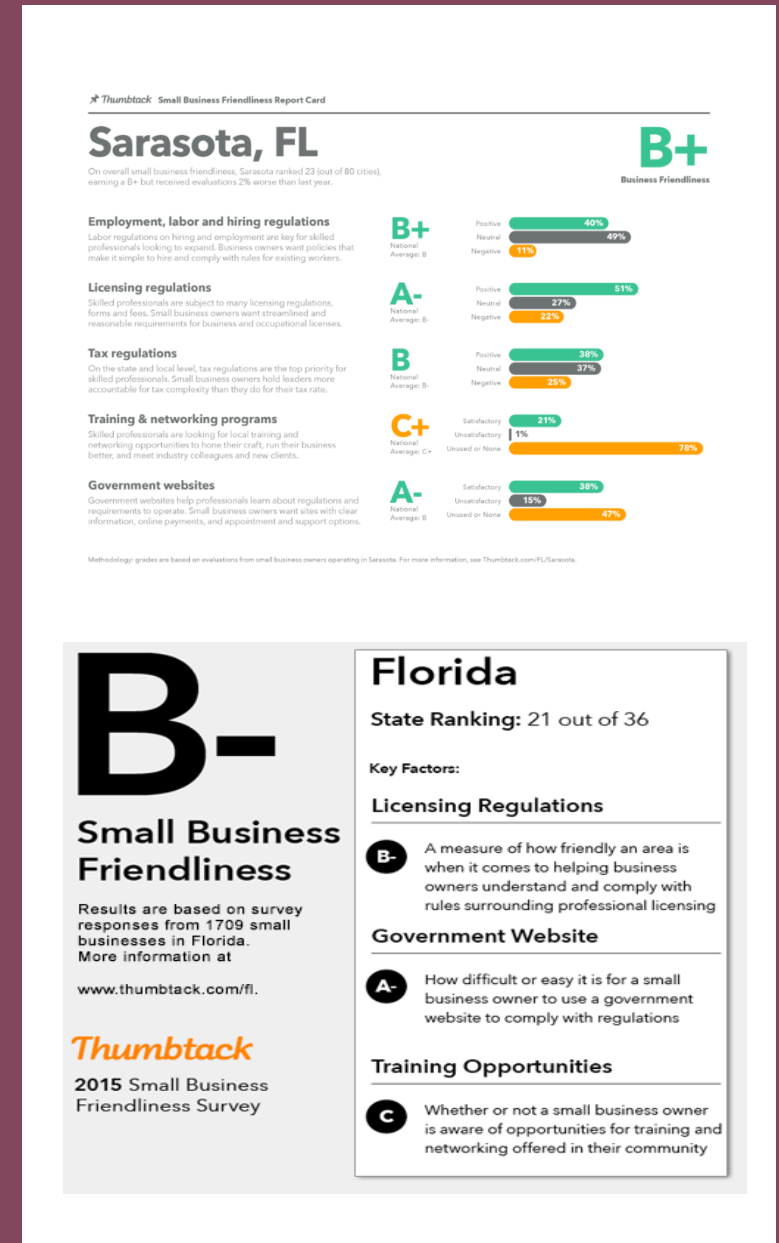 Thumbtack Small Business Friendliness Report Card
Sarasota, FL
B+
On overall small business friendliness, Sarasota ranked 23 (out of 80 cities),
earning a B+ but received evaluations 2% worse than last year.
Business Friendliness
Employment, labor and hiring regulations
Labor regulations on hiring and employment are key for skilled
professionals looking to expand. Business owners want policies that
make it simple to hire and comply with rules for existing workers.
B+
National
Average: B
Positive 40%
Neutral 49%
Negative 11%
Licensing regulations
Skilled professionals are subject to many licensing regulations,
forms and fees. Small business owners want streamlined and
reasonable requirements for business and occupational licenses.
A-
National
Average: B-
Positive 51%
Neutral 27%
Negative 22%
Tax regulations
On the state and local level, tax regulations are the top priority for
skilled professionals. Small business owners hold leaders more
accountable for tax complexity than they do for their tax rate.
B
National
Average: B-
Positive 38%
Neutral 37%
Negative 25%
Training & networking programs
Skilled professionals are looking for local training and
networking opportunities to hone their craft, run their business
better, and meet industry colleagues and new clients.
C+
National
Average: C+
Satisfactory 21%
Unsatisfactory 1%
Unused or None 78%
Government websites
Government websites help professionals learn about regulations and
requirements to operate. Small business owners want sites with clear
information, online payments, and appointment and support options.
A-
National
Average: B
Satisfactory 38%
Unsatisfactory 15%
Unused or None 47%
Methodology: grades are based on evaluations from small business owners operating in Sarasota. For more information, see Thumbtack.com/FL/Sarasota.
B-
Small Business
Friendliness
Results are based on survey
responses from 1709 small
businesses in Florida.
More information at
www.thumbtack.com/fl.
Thumbtack
2015 Small Business
Friendliness Survey
Florida
State Ranking: 21 out of 36
Key Factors:
Licensing Regulations
B-
A measure of how friendly an area is
when it comes to helping business
owners understand and comply with
rules surrounding professional licensing
Government Website
A-
How difficult or easy it is for a small
business owner to use a government
website to comply with regulations
Training Opportunities
C
Whether or not a small business owner
is aware of opportunities for training and
networking offered in their community